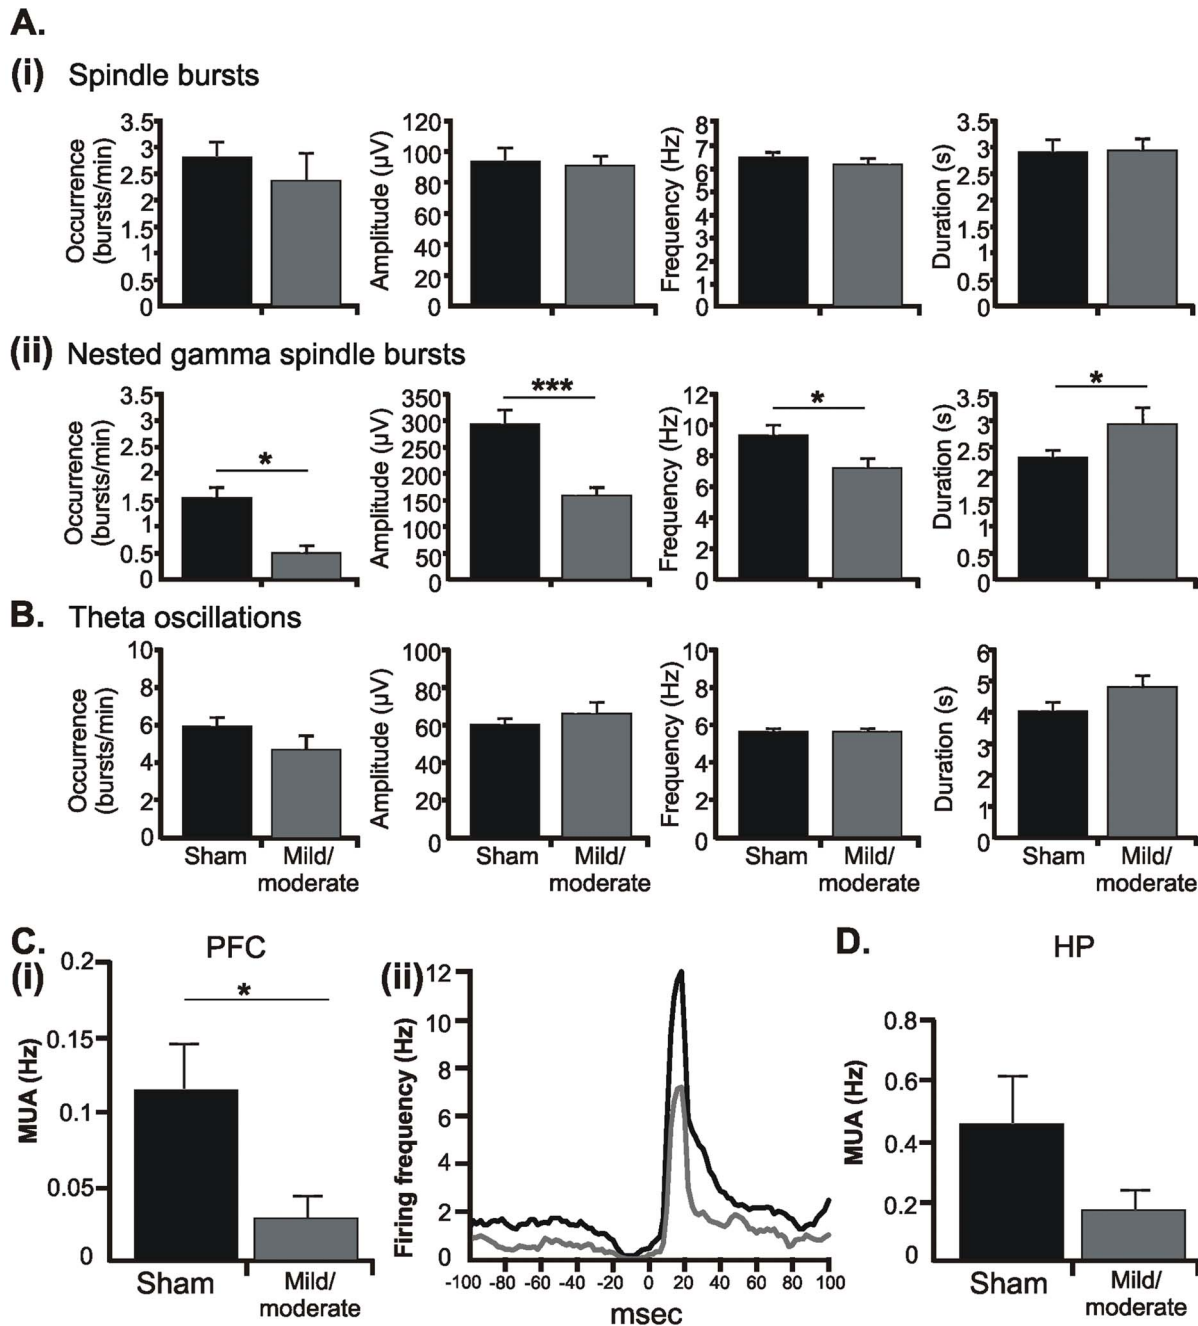 A.
(i) Spindle bursts
Occurrence
(bursts/min)
3.5
3
2.5
2
1.5
1
0.5
0
Amplitude (µV)
120
100
80
60
40
20
0
Frequency (Hz)
8
7
6
5
4
3
2
1
0
Duration (s)
3.5
3
2.5
2
1.5
1
0.5
0
(ii) Nested gamma spindle bursts
Occurrence
(bursts/min)
3.5
3
2.5
2
1.5
1
0.5
0
*
Amplitude (µV)
350
300
250
200
150
100
50
0
***
Frequency (Hz)
12
10
8
6
4
2
0
*
Duration (s)
3.5
3
2.5
2
1.5
1
0.5
0
*
B. Theta oscillations
Occurrence
(bursts/min)
10
8
6
4
2
0
Sham Mild/
moderate
Amplitude (µV)
100
80
60
40
20
0
Sham Mild/
moderate
Frequency (Hz)
10
8
6
4
2
0
Sham Mild/
moderate
Duration (s)
6
5
4
3
2
1
0
Sham Mild/
moderate
C. PFC
(i)
MUA (Hz)
0.2
0.15
0.1
0.05
0
*
Sham Mild/
moderate
(ii)
Firing frequency (Hz)
12
10
8
6
4
2
0
-100 -80 -60 -40 -20 0 20 40 60 80 100
msec
D. HP
MUA (Hz)
0.8
0.6
0.4
0.2
0
Sham Mild/
moderate